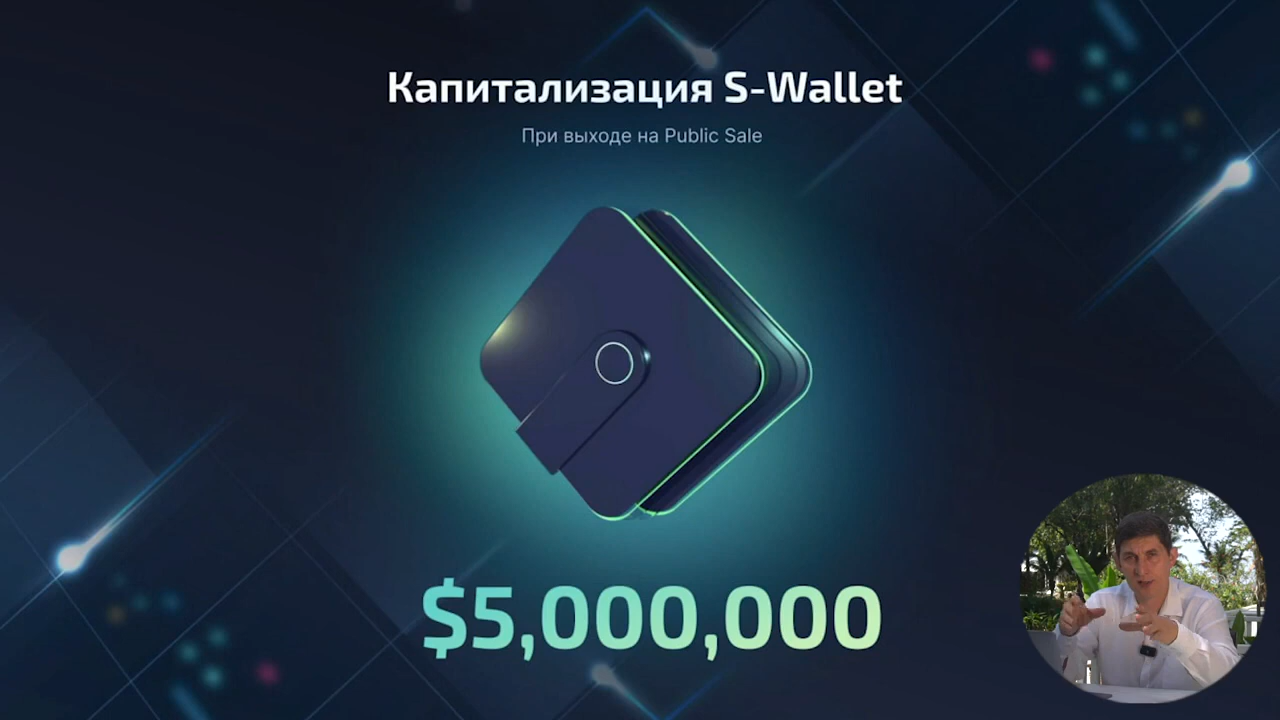 Капитализация S-Wallet
При выходе на Public Sale
$5,000,000